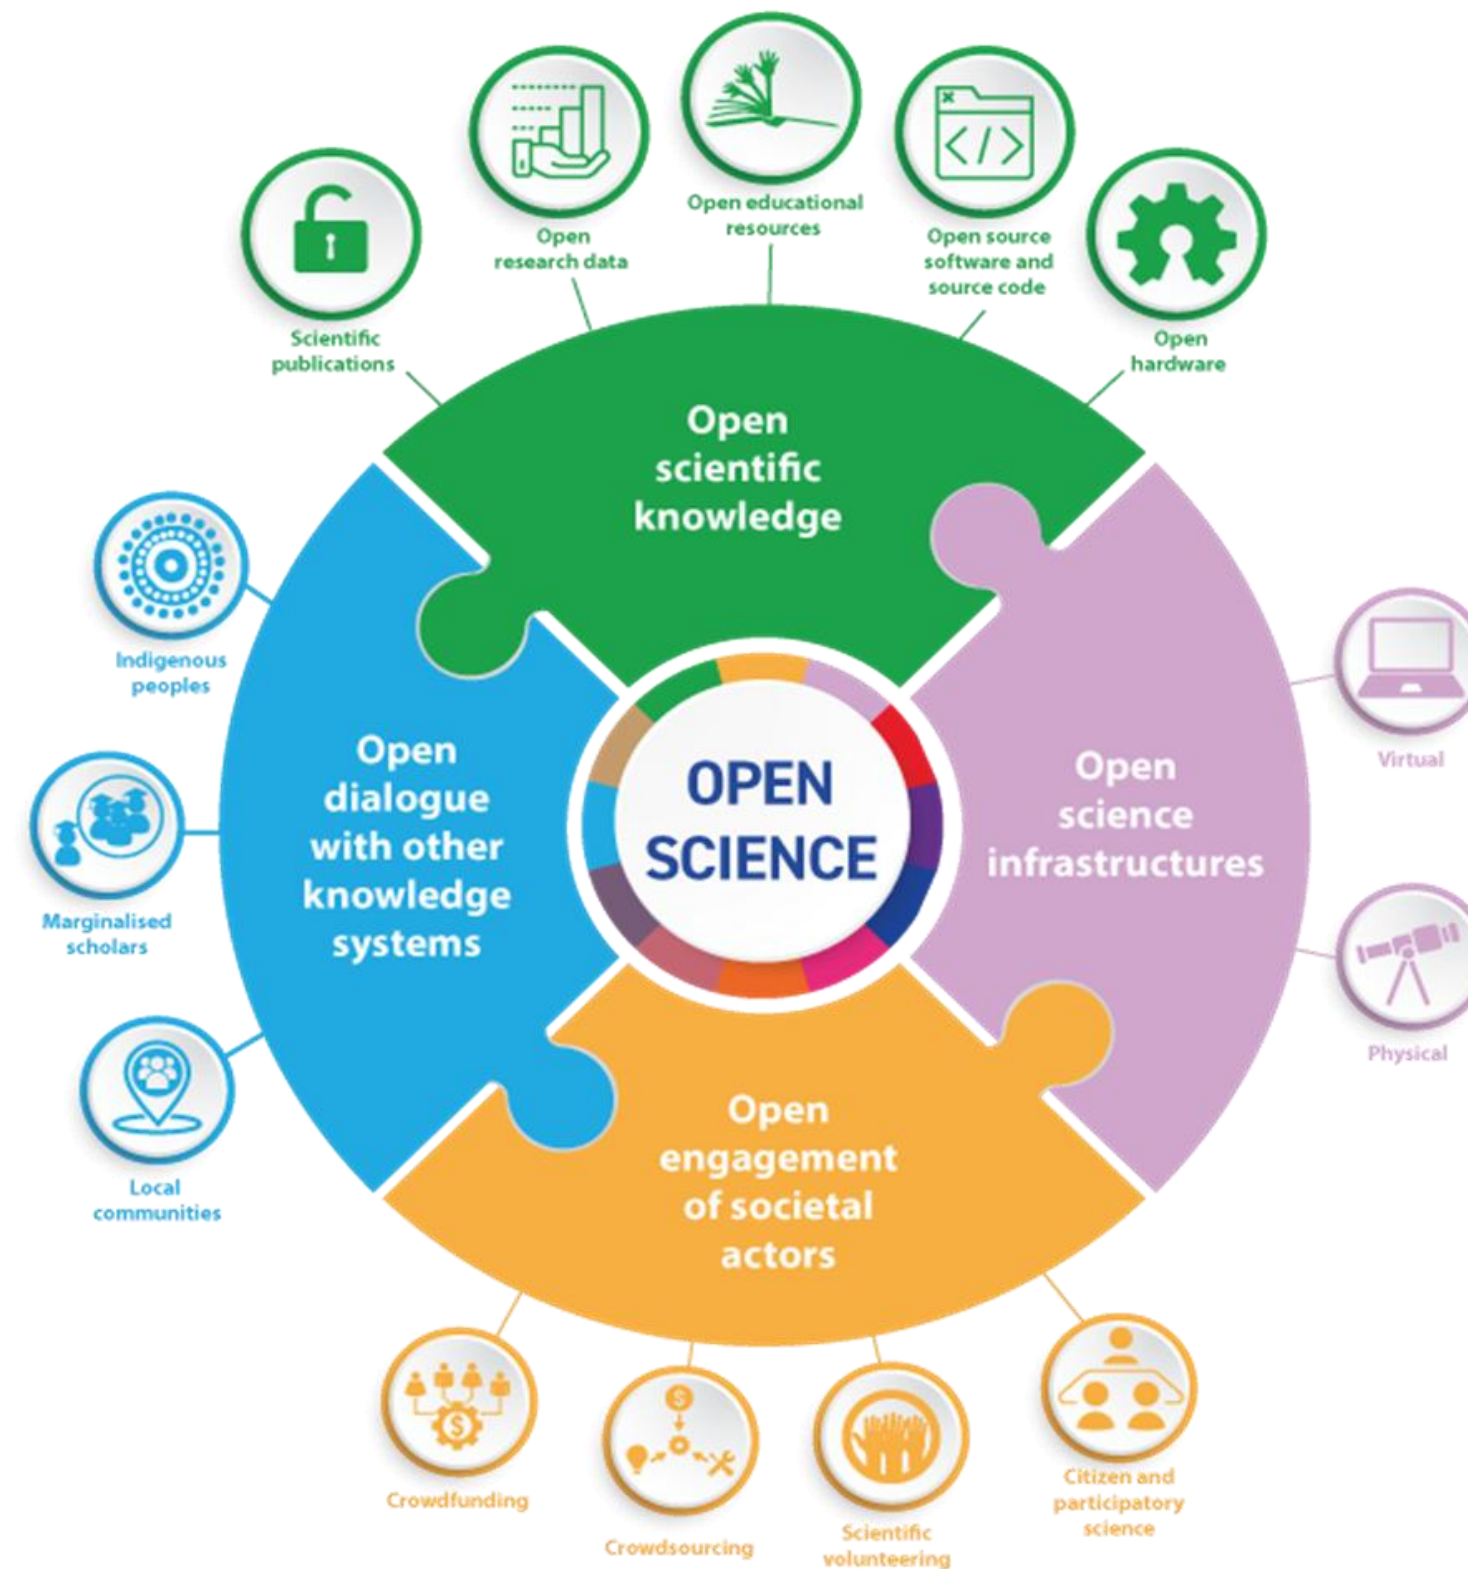 Open educational
resources
Open
research data
Open source
software and
source code
Scientific
publications
Open
hardware
Open
scientific
knowledge
Indigenous
peoples
Marginalised
scholars
Local
communities
Open
dialogue
with other
knowledge
systems
OPEN
SCIENCE
Open
science
infrastructures
Virtual
Physical
Open
engagement
of societal
actors
Crowdfunding
Crowdsourcing
Scientific
volunteering
Citizen and
participatory
science